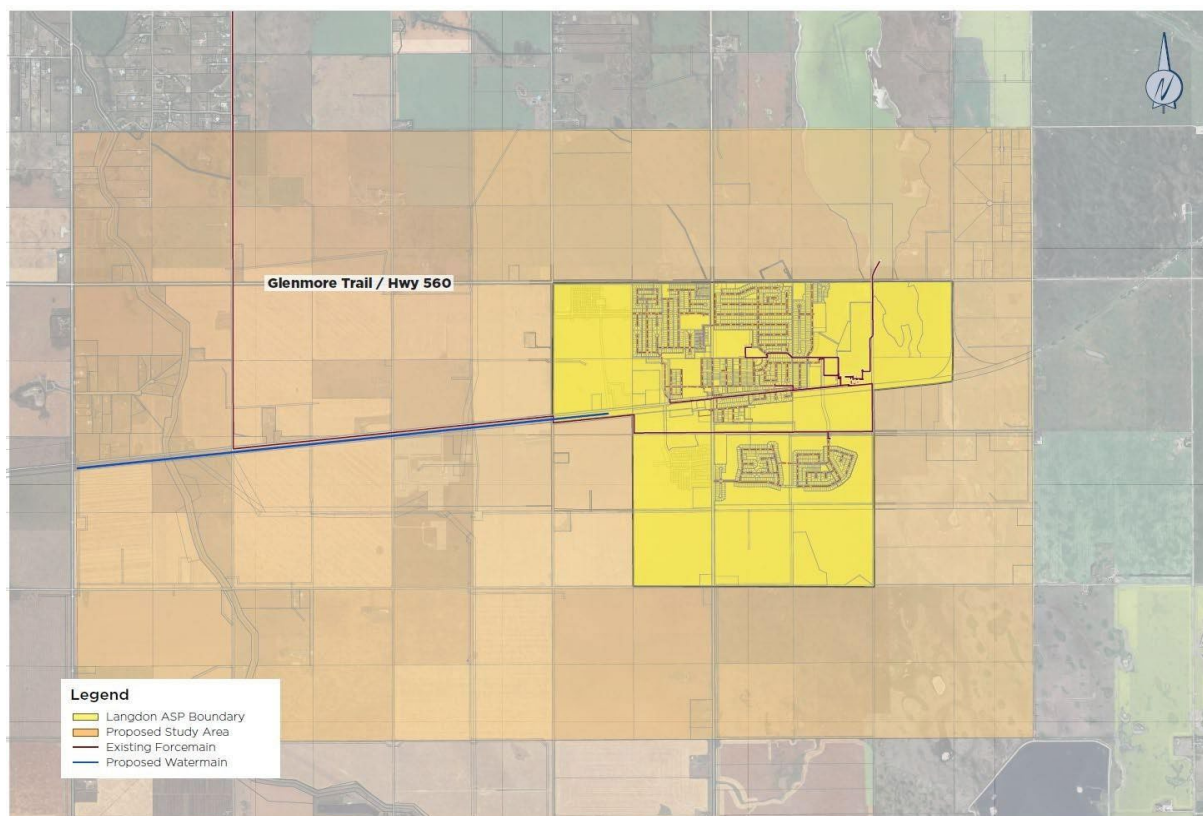 N
Glenmore Trail / Hwy 560
Legend
Langdon ASP Boundary
Proposed Study Area
Existing Forcemain
Proposed Watermain